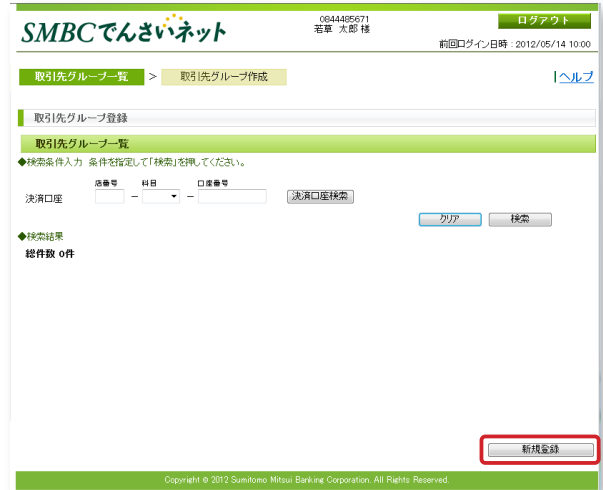 SMBCでんさいネット
0844485671
若草 太郎 様
ログアウト
前回ログイン日時：2012/05/14 10:00
取引先グループ一覧 > 取引先グループ作成
|ヘルプ
取引先グループ登録
取引先グループ一覧
◆検索条件入力 条件を指定して「検索」を押してください。
店番号 科目 口座番号
決済口座 － － 決済口座検索
クリア 検索
◆検索結果
総件数 0件
新規登録
Copyright © 2012 Sumitomo Mitsui Banking Corporation. All Rights Reserved.